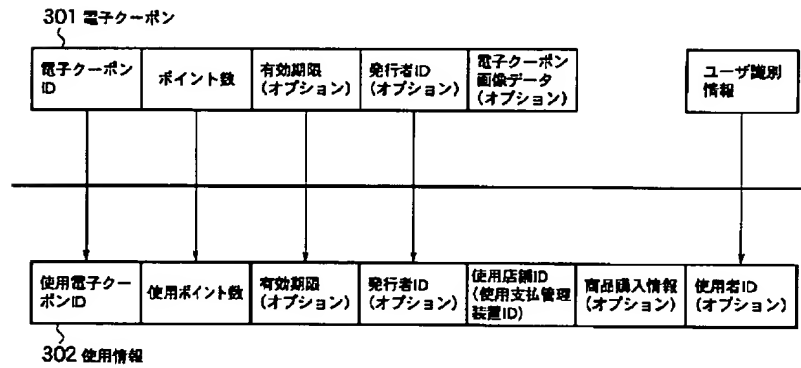 301 電子クーポン
電子クーポン
ID
ポイント数
有効期限
(オプション)
発行者ID
(オプション)
電子クーポン
画像データ
(オプション)
ユーザ識別
情報
使用電子クー
ポンID
使用ポイント数
有効期限
(オプション)
発行者ID
(オプション)
使用店舗ID
(使用支払管理
装置ID)
商品購入情報
(オプション)
使用者ID
(オプション)
302 使用情報